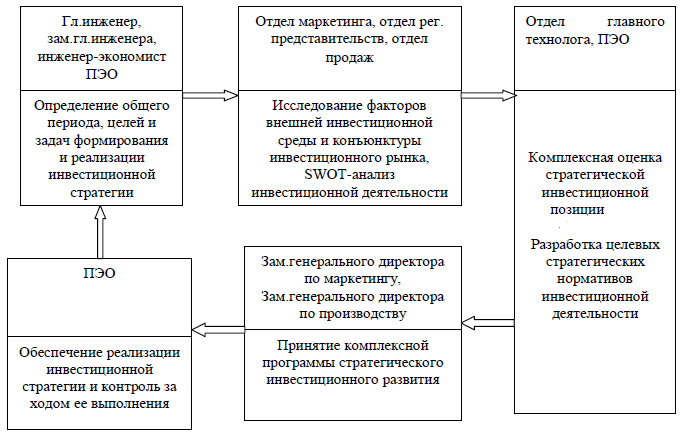 Гл.инженер,
зам.гл.инженера,
инженер-экономист
ПЭО
Определение общего
периода, целей и
задач формирования
и реализации
инвестиционной
стратегии
Отдел маркетинга, отдел рег.
представительств, отдел
продаж
Исследование факторов
внешней инвестиционной
среды и конъюнктуры
инвестиционного рынка,
SWOT-анализ
инвестиционной деятельности
Отдел главного
технолога, ПЭО
Комплексная оценка
стратегической
инвестиционной
позиции
Разработка целевых
стратегических
нормативов
инвестиционной
деятельности
Зам.генерального директора
по маркетингу,
Зам.генерального директора
по производству
Принятие комплексной
программы стратегического
инвестиционного развития
ПЭО
Обеспечение реализации
инвестиционной
стратегии и контроль за
ходом ее выполнения